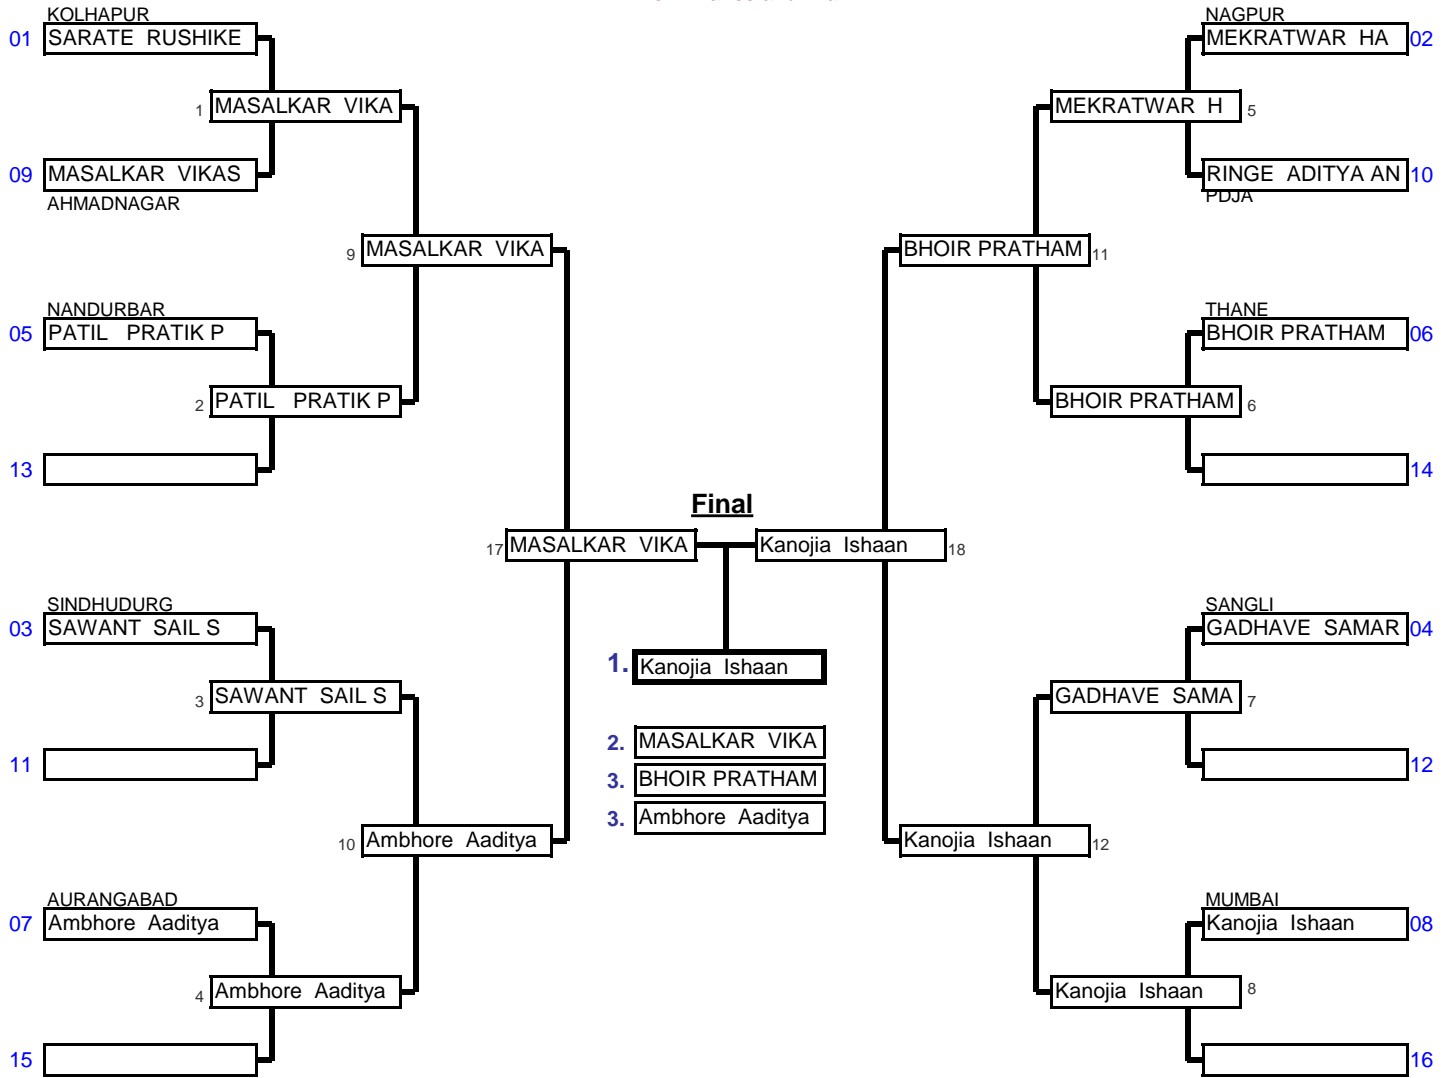 KOLHAPUR
01 SARATE RUSHIKE
1 MASALKAR VIKA
09 MASALKAR VIKAS
AHMADNAGAR
9 MASALKAR VIKA
NANDURBAR
05 PATIL PRATIK P
2 PATIL PRATIK P
13
17 MASALKAR VIKA
SINDHUDURG
03 SAWANT SAIL S
3 SAWANT SAIL S
11
10 Ambhore Aaditya
AURANGABAD
07 Ambhore Aaditya
4 Ambhore Aaditya
15
Final
1. Kanojia Ishaan
2. MASALKAR VIKA
3. BHOIR PRATHAM
3. Ambhore Aaditya
NAGPUR
MEKRATWAR HA 02
MEKRATWAR H 5
RINGE ADITYA AN 10
PDJA
BHOIR PRATHAM 11
THANE
BHOIR PRATHAM 06
BHOIR PRATHAM 6
14
Kanojia Ishaan 18
SANGLI
GADHAVE SAMAR 04
GADHAVE SAMA 7
12
Kanojia Ishaan 12
MUMBAI
Kanojia Ishaan 08
Kanojia Ishaan 8
16